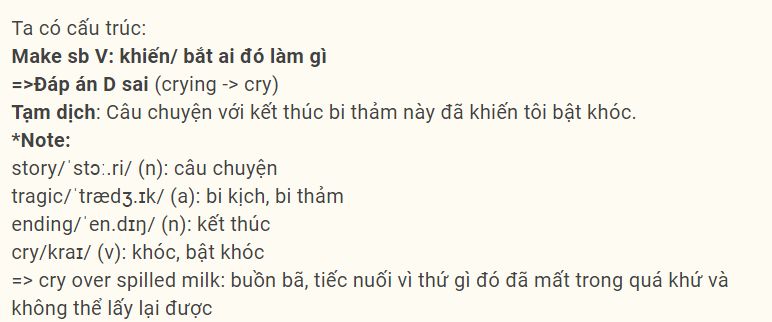 Ta có cấu trúc:
Make sb V: khiến/ bắt ai đó làm gì
=>Đáp án D sai (crying -> cry)
Tạm dịch: Câu chuyện với kết thúc bi thảm này đã khiến tôi bật khóc.
*Note:
story/ˈstɔː.ri/ (n): câu chuyện
tragic/ˈtrædʒ.ɪk/ (a): bi kịch, bi thảm
ending/ˈen.dɪŋ/ (n): kết thúc
cry/kraɪ/ (v): khóc, bật khóc
=> cry over spilled milk: buồn bã, tiếc nuối vì thứ gì đó đã mất trong quá khứ và
không thể lấy lại được